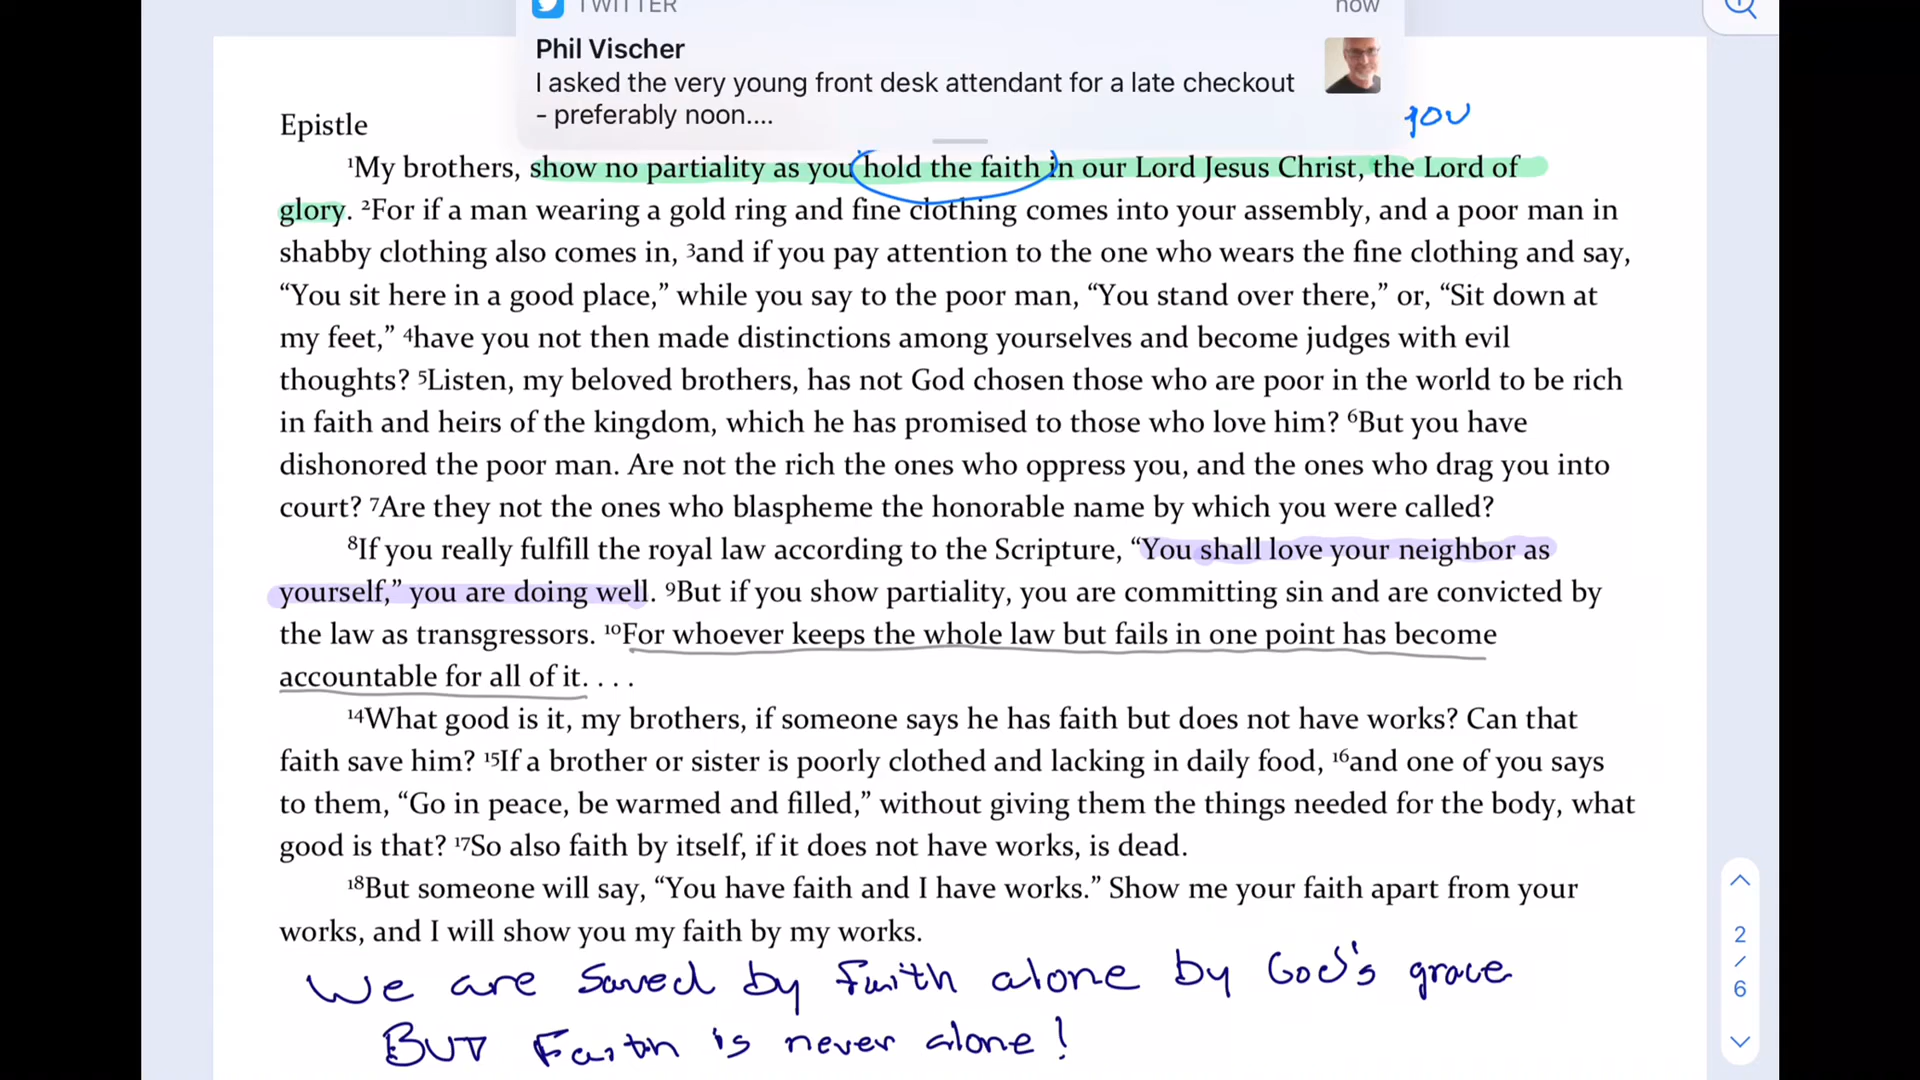 TWITTER now
Phil Vischer
I asked the very young front desk attendant for a late checkout
- preferably noon....
you
Epistle
¹My brothers, show no partiality as you hold the faith in our Lord Jesus Christ, the Lord of
glory. ²For if a man wearing a gold ring and fine clothing comes into your assembly, and a poor man in
shabby clothing also comes in, ³and if you pay attention to the one who wears the fine clothing and say,
“You sit here in a good place,” while you say to the poor man, “You stand over there,” or, “Sit down at
my feet,” ⁴have you not then made distinctions among yourselves and become judges with evil
thoughts? ⁵Listen, my beloved brothers, has not God chosen those who are poor in the world to be rich
in faith and heirs of the kingdom, which he has promised to those who love him? ⁶But you have
dishonored the poor man. Are not the rich the ones who oppress you, and the ones who drag you into
court? ⁷Are they not the ones who blaspheme the honorable name by which you were called?
⁸If you really fulfill the royal law according to the Scripture, “You shall love your neighbor as
yourself,” you are doing well. ⁹But if you show partiality, you are committing sin and are convicted by
the law as transgressors. ¹⁰For whoever keeps the whole law but fails in one point has become
accountable for all of it. . . .
¹⁴What good is it, my brothers, if someone says he has faith but does not have works? Can that
faith save him? ¹⁵If a brother or sister is poorly clothed and lacking in daily food, ¹⁶and one of you says
to them, “Go in peace, be warmed and filled,” without giving them the things needed for the body, what
good is that? ¹⁷So also faith by itself, if it does not have works, is dead.
¹⁸But someone will say, “You have faith and I have works.” Show me your faith apart from your
works, and I will show you my faith by my works.
We are saved by faith alone by God's grace
BUT Faith is never alone!
2
/
6